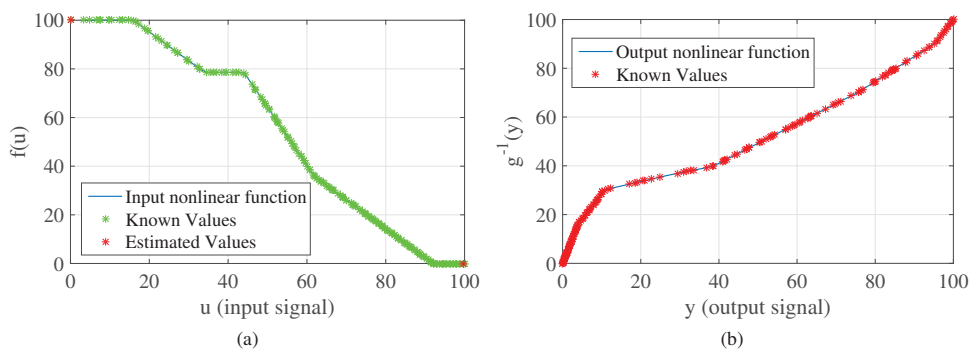 100
80
60
40
20
0
f(u)
Input nonlinear function
Known Values
Estimated Values
0 20 40 60 80 100
u (input signal)
(a)
100
80
60
40
20
0
g⁻¹(y)
Output nonlinear function
Known Values
0 20 40 60 80 100
y (output signal)
(b)